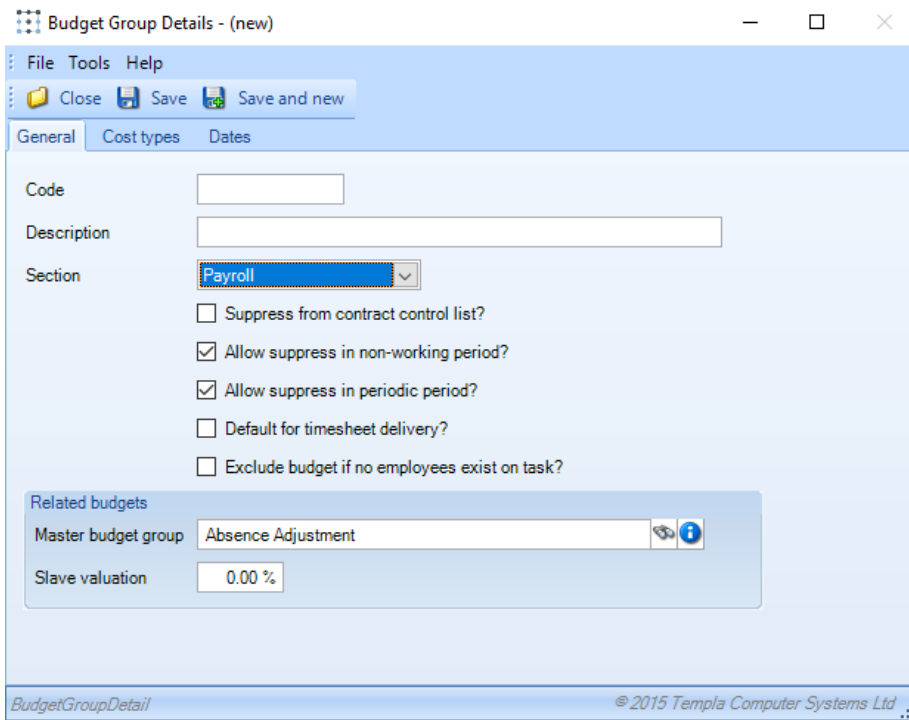 Budget Group Details - (new)
File Tools Help
Close Save Save and new
General Cost types Dates
Code
Description
Section Payroll
Suppress from contract control list?
Allow suppress in non-working period?
Allow suppress in periodic period?
Default for timesheet delivery?
Exclude budget if no employees exist on task?
Related budgets
Master budget group Absence Adjustment
Slave valuation 0.00 %
BudgetGroupDetail © 2015 Templa Computer Systems Ltd